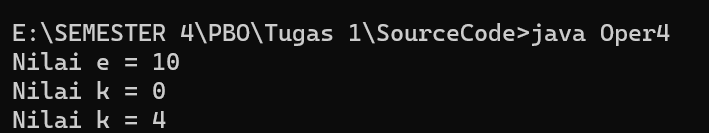 E:\SEMESTER 4\PBO\Tugas 1\SourceCode>java Oper4
Nilai e = 10
Nilai k = 0
Nilai k = 4